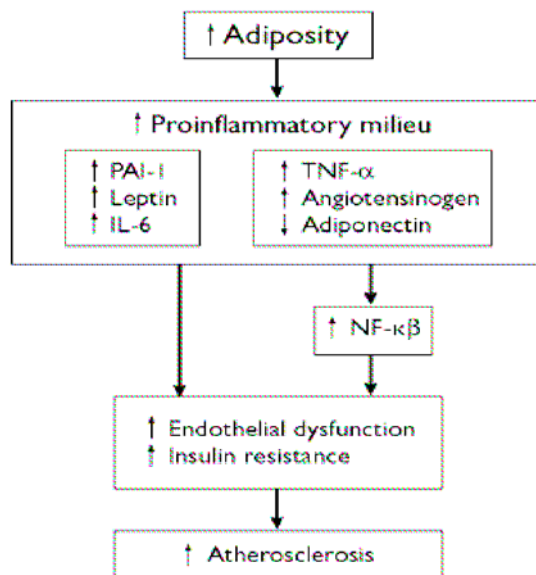 ↑ Adiposity
↑ Proinflammatory milieu
↑ PAI-1
↑ Leptin
↑ IL-6
↑ TNF-α
↑ Angiotensinogen
↓ Adiponectin
↑ NF-κβ
↑ Endothelial dysfunction
↑ Insulin resistance
↑ Atherosclerosis